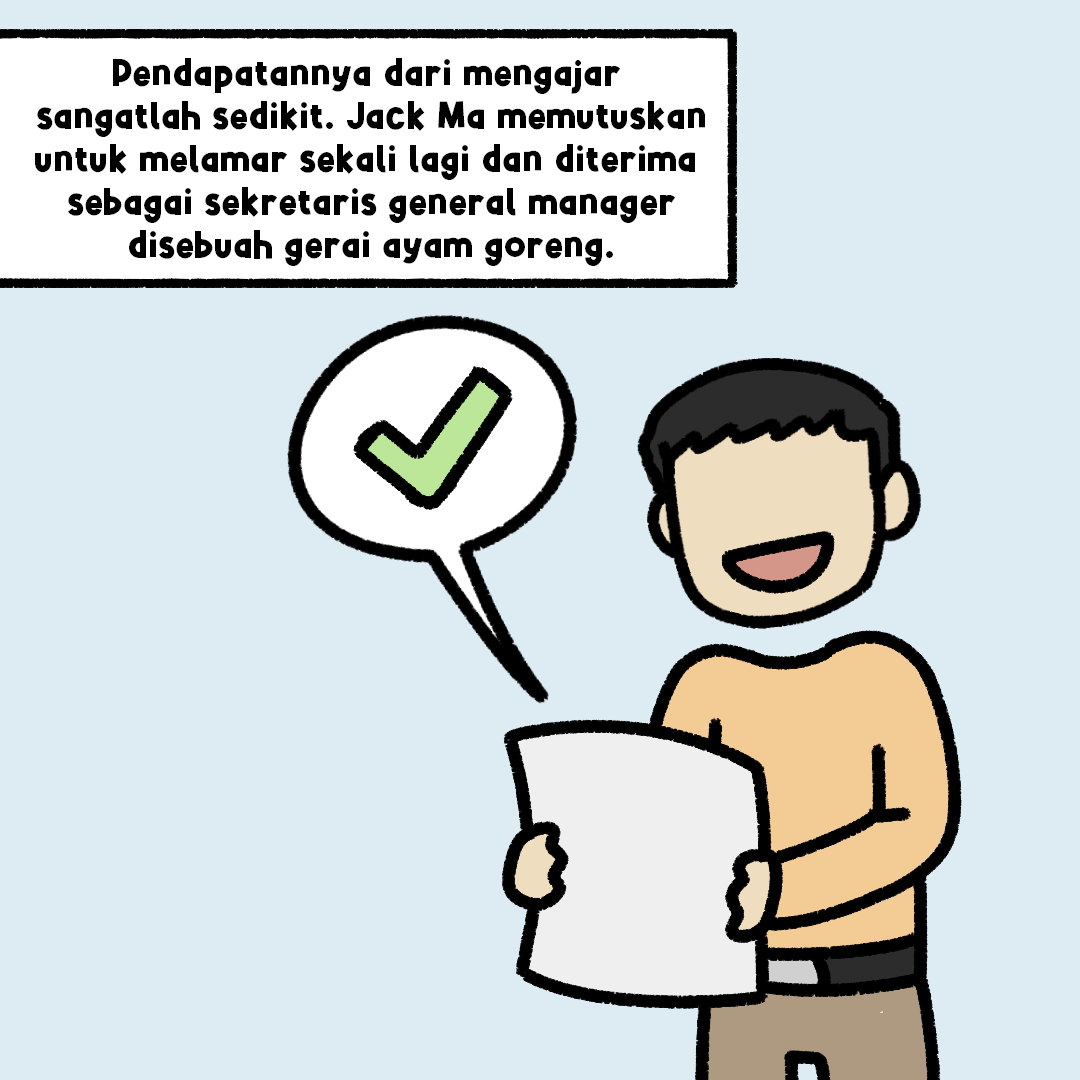 Pendapatannya dari mengajar
sangatlah sedikit. Jack Ma memutuskan
untuk melamar sekali lagi dan diterima
sebagai sekretaris general manager
disebuah gerai ayam goreng.